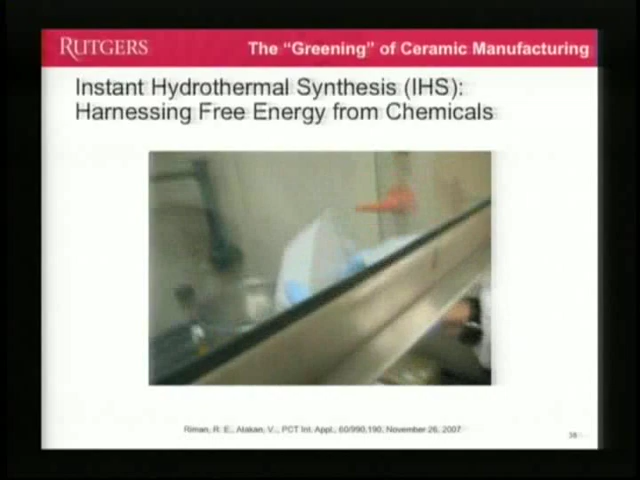 RUTGERS
The “Greening” of Ceramic Manufacturing
Instant Hydrothermal Synthesis (IHS):
Harnessing Free Energy from Chemicals
Riman, R. E., Atakan, V., PCT Int. Appl., 60/990,190, November 26, 2007